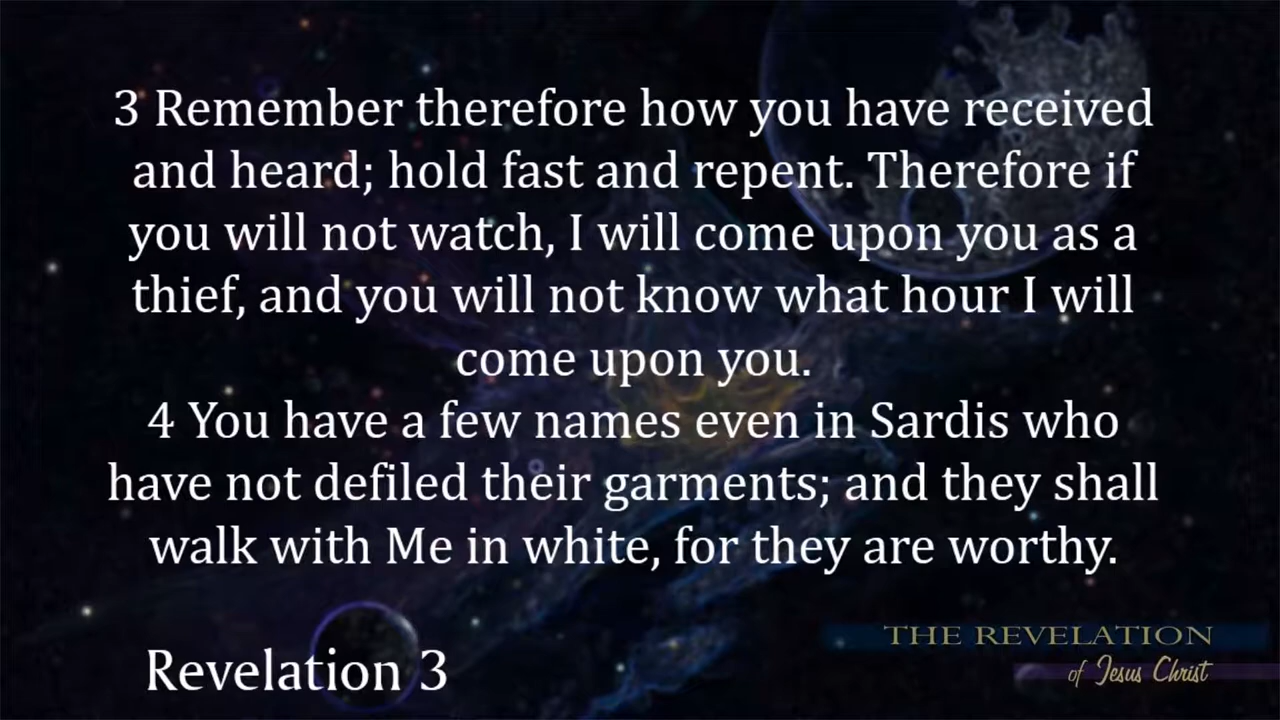 3 Remember therefore how you have received
and heard; hold fast and repent. Therefore if
you will not watch, I will come upon you as a
thief, and you will not know what hour I will
come upon you.
4 You have a few names even in Sardis who
have not defiled their garments; and they shall
walk with Me in white, for they are worthy.
Revelation 3
THE REVELATION
of Jesus Christ